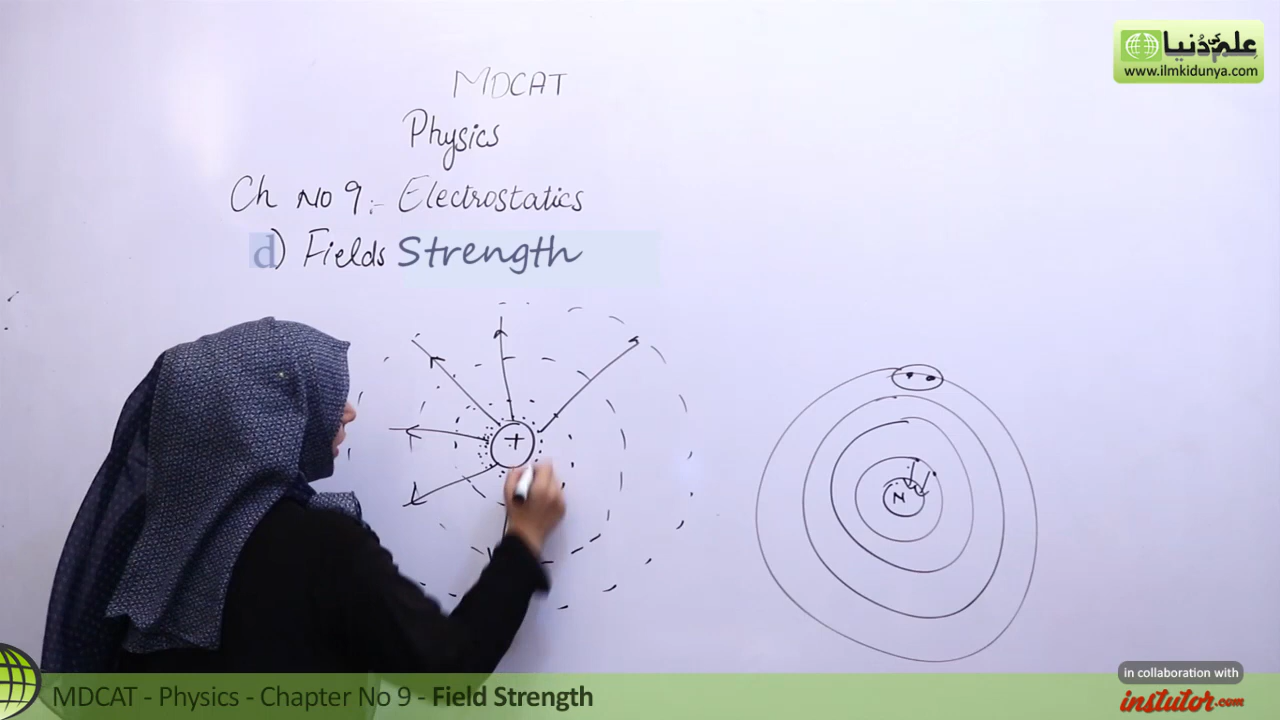 علم کی دنیا
www.ilmkidunya.com
MDCAT
Physics
Ch No 9:- Electrostatics
d) Fields Strength
+
N
MDCAT - Physics - Chapter No 9 - Field Strength
in collaboration with
instutor.com